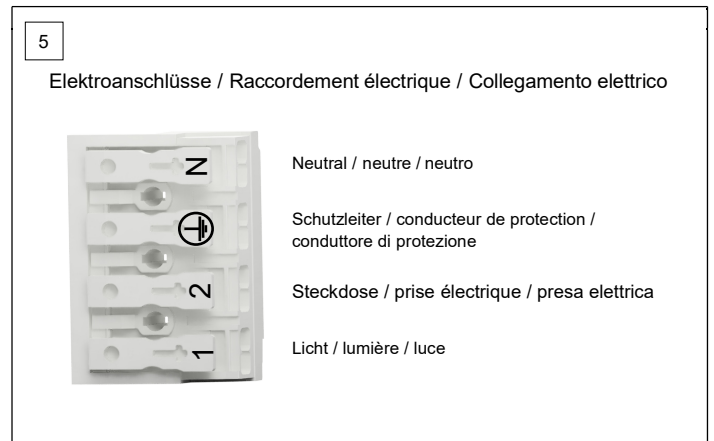 5
Elektroanschlüsse / Raccordement électrique / Collegamento elettrico
N
Neutral / neutre / neutro
Schutzleiter / conducteur de protection /
conduttore di protezione
2
Steckdose / prise électrique / presa elettrica
1
Licht / lumière / luce